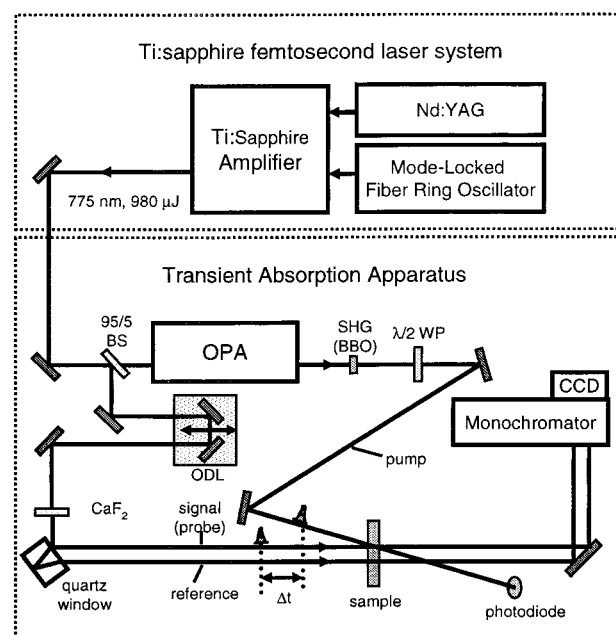 Ti:sapphire femtosecond laser system
Nd:YAG
Ti:Sapphire
Amplifier
Mode-Locked
Fiber Ring Oscillator
775 nm, 980 μJ
Transient Absorption Apparatus
95/5
BS
OPA
SHG
(BBO)
λ/2 WP
CCD
Monochromator
ODL
pump
CaF₂
signal
(probe)
quartz
window
reference
Δt
sample
photodiode